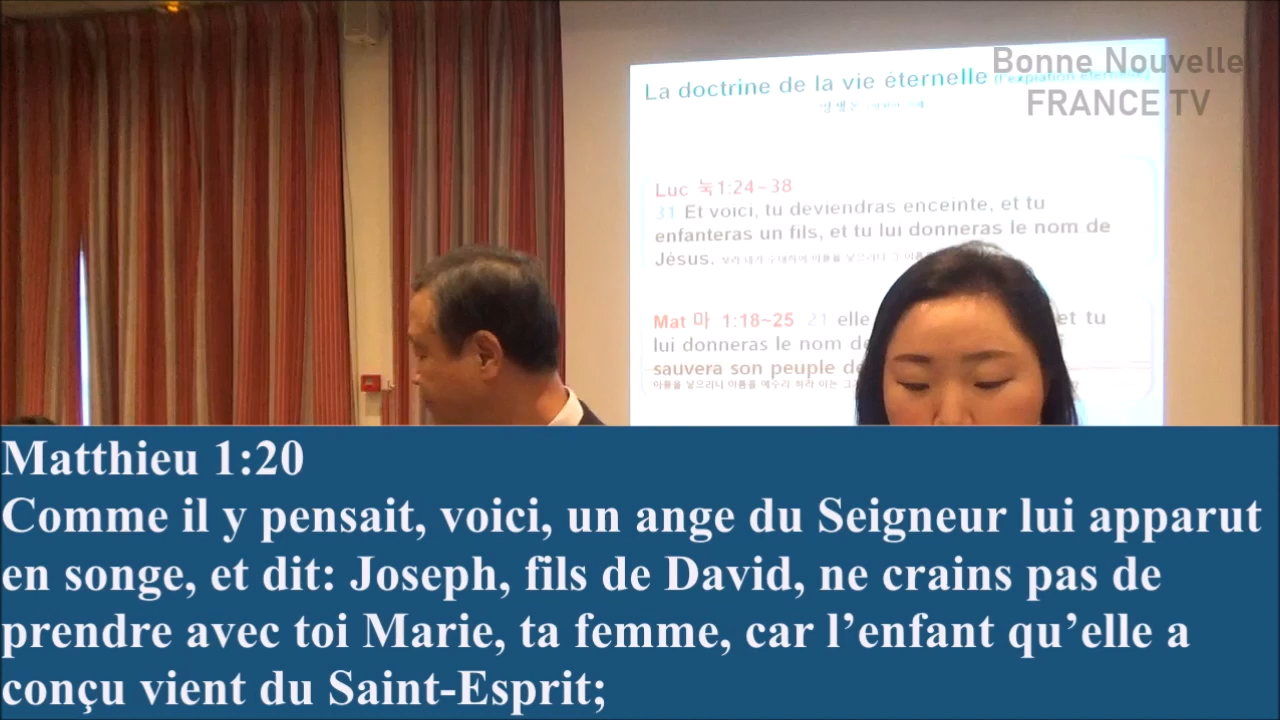 Bonne Nouvelle
FRANCE TV
La doctrine de la vie éternelle
Luc 눅1:24~38
31 Et voici, tu deviendras enceinte, et tu
enfanteras un fils, et tu lui donneras le nom de
Jésus.
Mat 마 1:18~25 21 elle
et tu
lui donneras le nom de
sauvera son peuple de
Matthieu 1:20
Comme il y pensait, voici, un ange du Seigneur lui apparut
en songe, et dit: Joseph, fils de David, ne crains pas de
prendre avec toi Marie, ta femme, car l’enfant qu’elle a
conçu vient du Saint-Esprit;